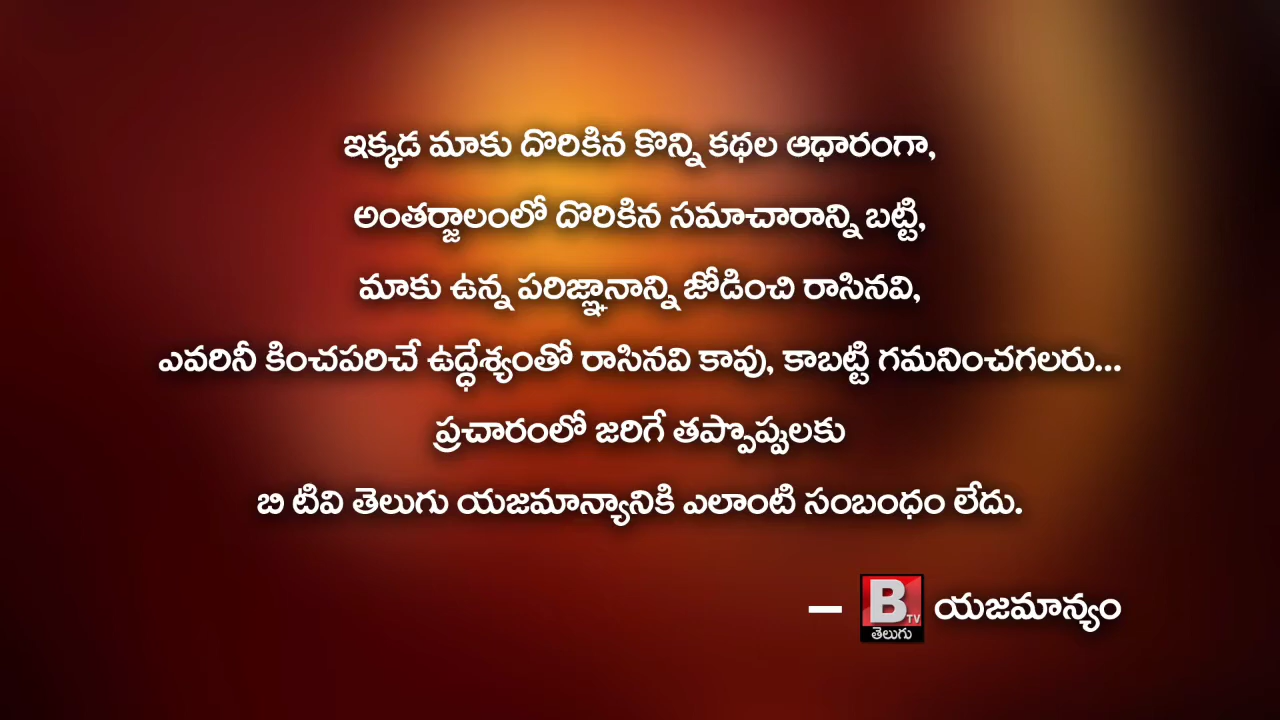 ఇక్కడ మాకు దొరికిన కొన్ని కథల ఆధారంగా,
అంతర్జాలంలో దొరికిన సమాచారాన్ని బట్టి,
మాకు ఉన్న పరిజ్ఞానాన్ని జోడించి రాసినవి,
ఎవరినీ కించపరిచే ఉద్ధేశ్యంతో రాసినవి కావు, కాబట్టి గమనించగలరు...
ప్రచారంలో జరిగే తప్పొప్పులకు
బి టివి తెలుగు యజమాన్యానికి ఎలాంటి సంబంధం లేదు.
– B TV తెలుగు యజమాన్యం